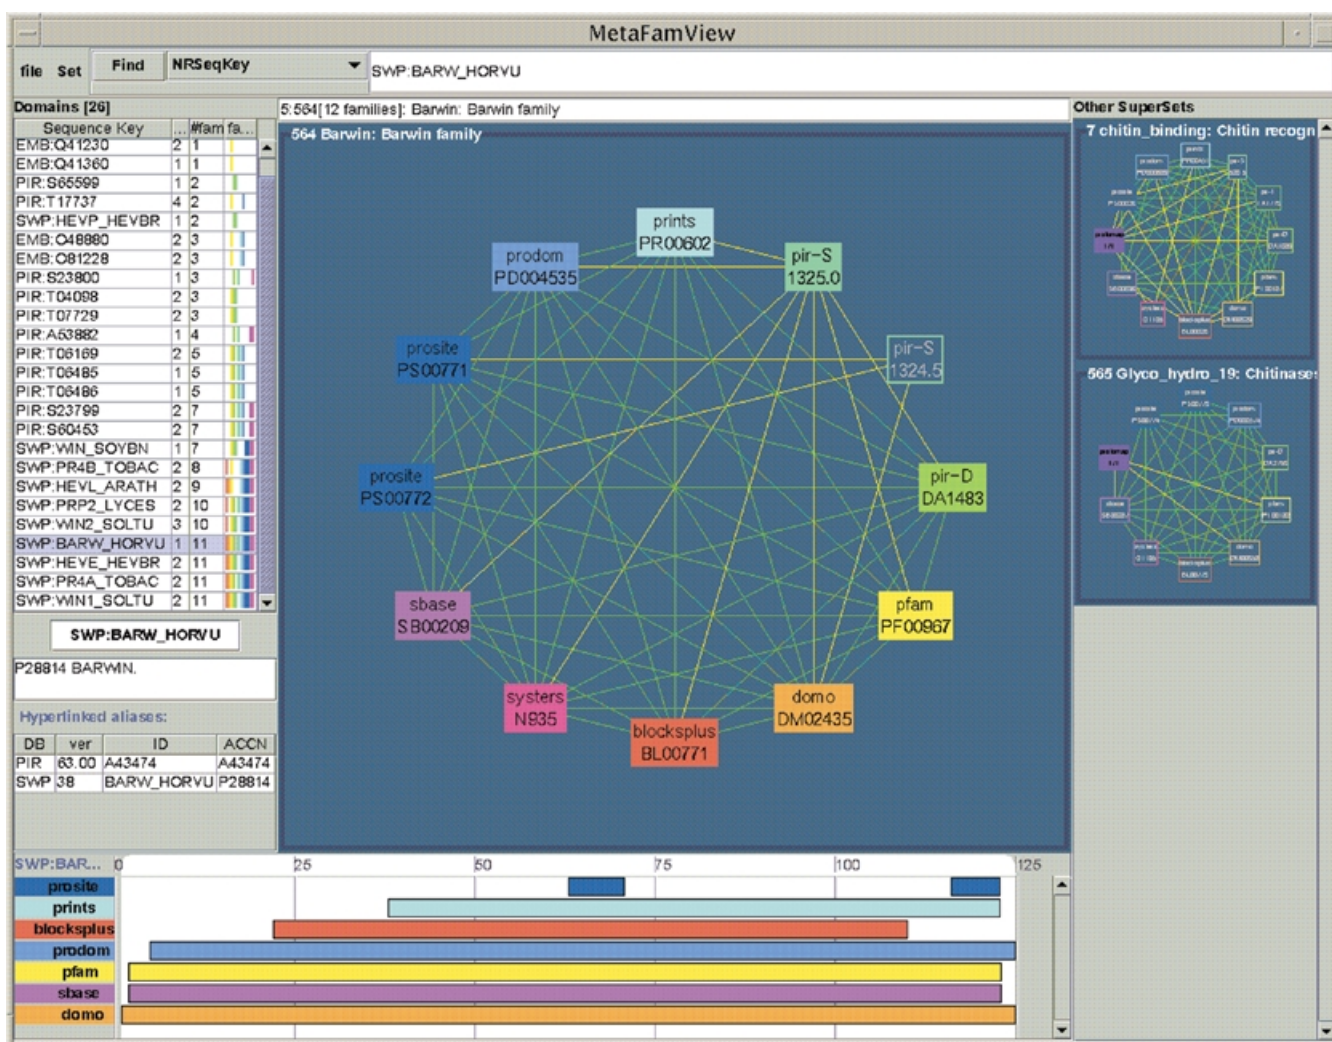 MetaFamView
file Set Find NRSeqKey SWP:BARW_HORVU
Domains [26]
Sequence Key ... #fam fa...
EMB:Q41230 2 1
EMB:Q41360 1 1
PIR:S65599 1 2
PIR:T17737 4 2
SWP:HEVP_HEVBR 1 2
EMB:O48880 2 3
EMB:O81228 2 3
PIR:S23800 1 3
PIR:T04098 2 3
PIR:T07729 2 3
PIR:A53882 1 4
PIR:T06169 2 5
PIR:T06485 1 5
PIR:T06486 1 5
PIR:S23799 2 7
PIR:S60453 2 7
SWP:WIN_SOYBN 1 7
SWP:PR4B_TOBAC 2 8
SWP:HEVL_ARATH 2 9
SWP:PRP2_LYCES 2 10
SWP:WIN2_SOLTU 3 10
SWP:BARW_HORVU 1 11
SWP:HEVE_HEVBR 2 11
SWP:PR4A_TOBAC 2 11
SWP:WIN1_SOLTU 2 11
SWP:BARW_HORVU
P28814 BARWIN.
Hyperlinked aliases:
DB ver ID ACCN
PIR 63.00 A43474 A43474
SWP 38 BARW_HORVU P28814
5:564[12 families]: Barwin: Barwin family
564 Barwin: Barwin family
prints
PR00602
prodom
PD004535
pir-S
1325.0
prosite
PS00771
pir-S
1324.5
prosite
PS00772
pir-D
DA1483
sbase
SB00209
pfam
PF00967
systers
N935
domo
DM02435
blocksplus
BL00771
Other SuperSets
7 chitin_binding: Chitin recogn
565 Glyco_hydro_19: Chitinase
SWP:BAR... 0 25 50 75 100 125
prosite
prints
blocksplus
prodom
pfam
sbase
domo